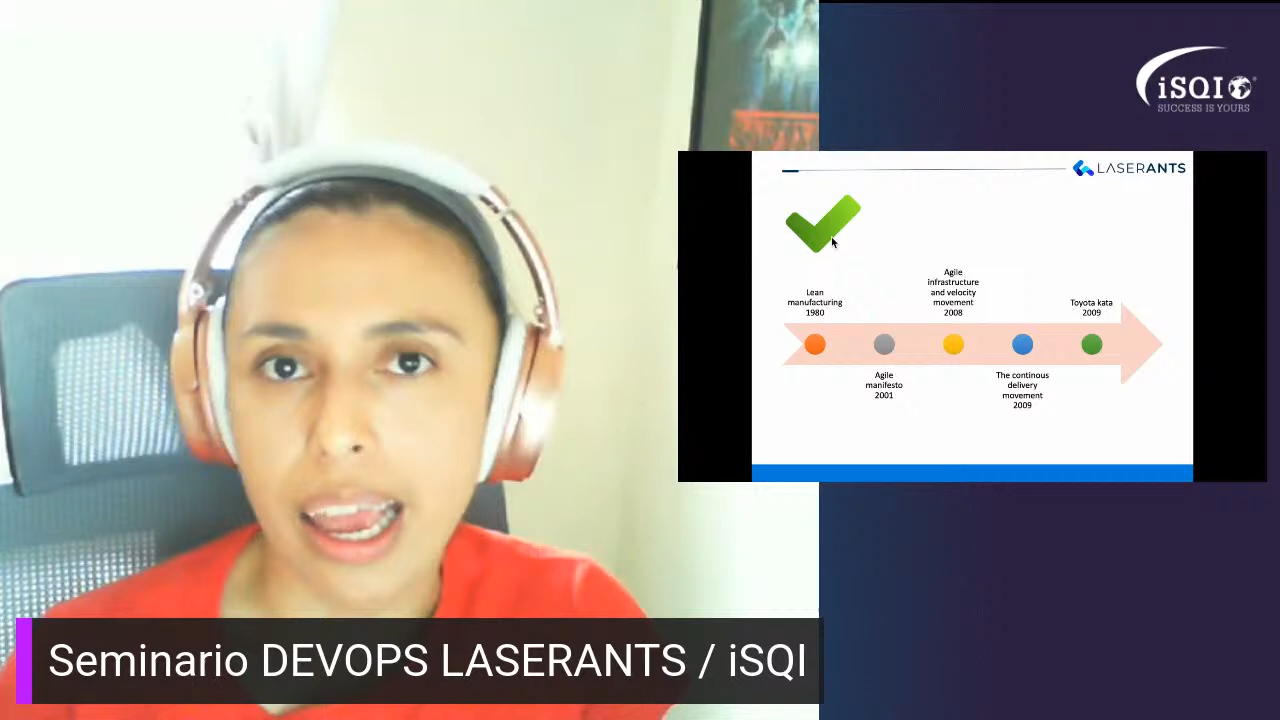 iSQI
SUCCESS IS YOURS
LASERANTS
Agile
infrastructure
and velocity
movement
2008
Lean
manufacturing
1980
Toyota kata
2009
Agile
manifesto
2001
The continous
delivery
movement
2009
Seminario DEVOPS LASERANTS / iSQI